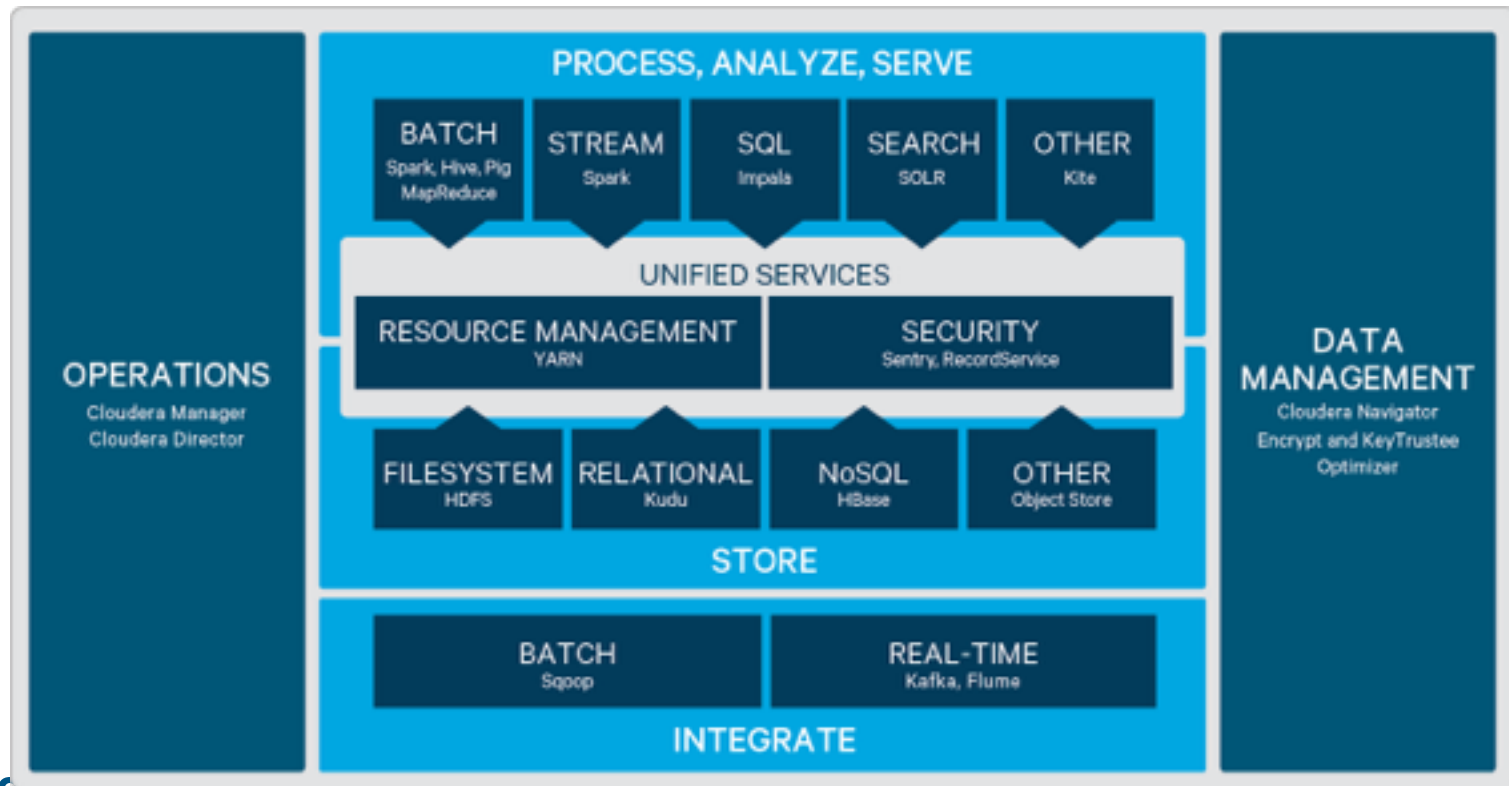 OPERATIONS
Cloudera Manager
Cloudera Director
PROCESS, ANALYZE, SERVE
BATCH
Spark, Hive, Pig
MapReduce
STREAM
Spark
SQL
Impala
SEARCH
SOLR
OTHER
Kite
UNIFIED SERVICES
RESOURCE MANAGEMENT
YARN
SECURITY
Sentry, RecordService
FILESYSTEM
HDFS
RELATIONAL
Kudu
NoSQL
HBase
OTHER
Object Store
STORE
BATCH
Sqoop
REAL-TIME
Kafka, Flume
INTEGRATE
DATA
MANAGEMENT
Cloudera Navigator
Encrypt and KeyTrustee
Optimizer